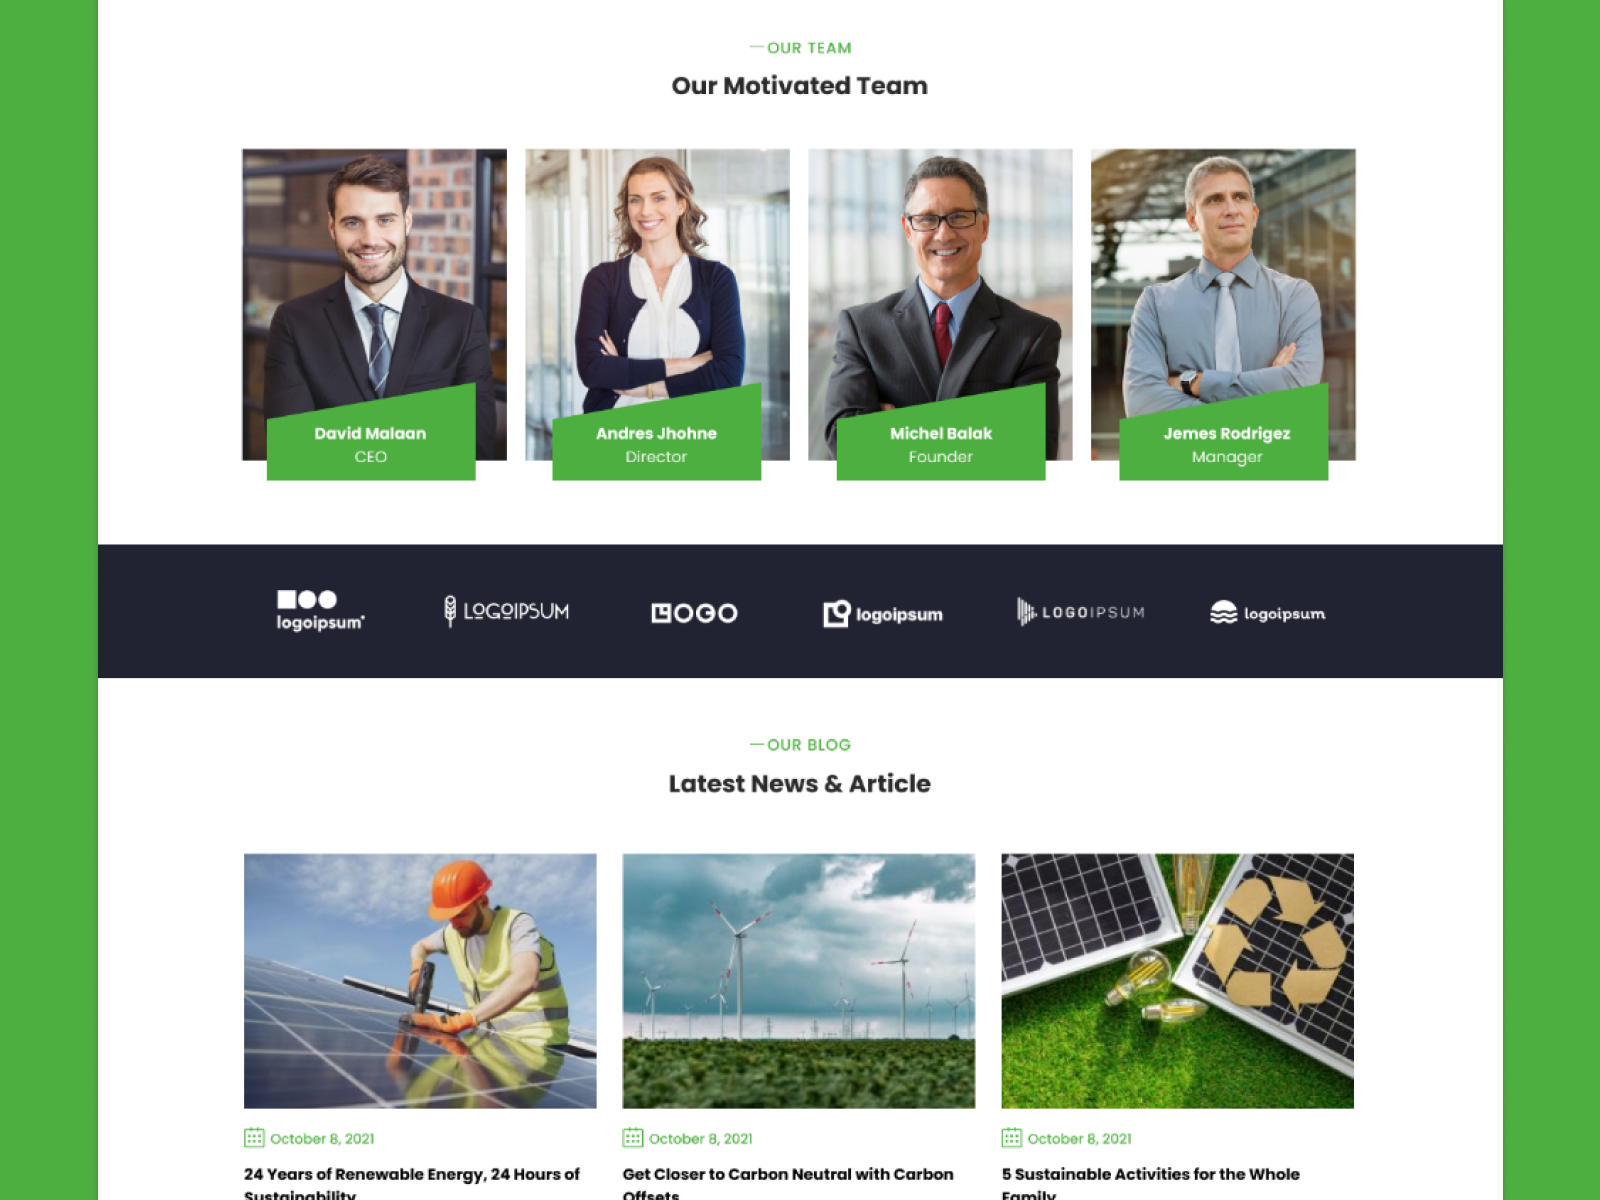 OUR TEAM
Our Motivated Team
David Malaan
CEO
Andres Jhohne
Director
Michel Balak
Founder
Jemes Rodrigez
Manager
logoipsum
LOGOIPSUM
LOGO
logoipsum
LOGOIPSUM
logoipsum
—OUR BLOG
Latest News & Article
October 8, 2021
24 Years of Renewable Energy, 24 Hours of
Sustainability
October 8, 2021
Get Closer to Carbon Neutral with Carbon
Offsets
October 8, 2021
5 Sustainable Activities for the Whole
Family